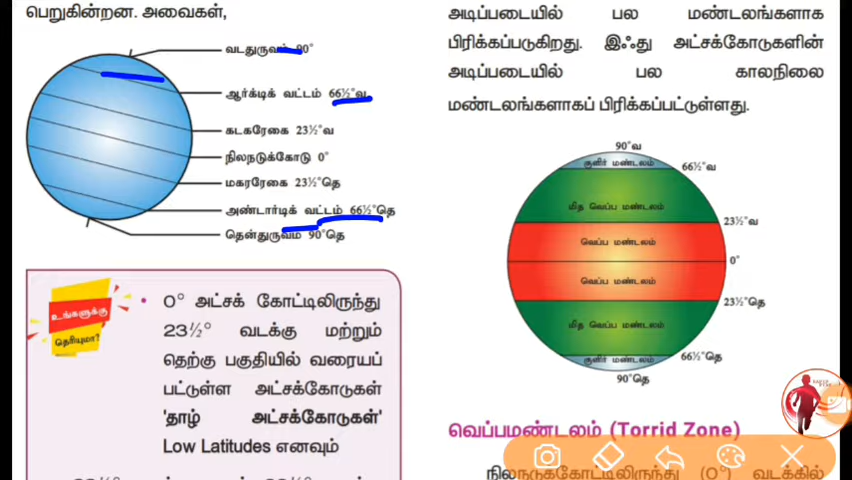 பெறுகின்றன. அவைகள்,
வடதுருவம் 90°
ஆர்க்டிக் வட்டம் 66½°வ
கடகரேகை 23½°வ
நிலநடுக்கோடு 0°
மகரரேகை 23½°தெ
அண்டார்டிக் வட்டம் 66½°தெ
தென்துருவம் 90°தெ
உங்களுக்கு
தெரியுமா?
• 0° அட்சக் கோட்டிலிருந்து
23½° வடக்கு மற்றும்
தெற்கு பகுதியில் வரையப்
பட்டுள்ள அட்சக்கோடுகள்
'தாழ் அட்சக்கோடுகள்'
Low Latitudes எனவும்
அடிப்படையில் பல மண்டலங்களாக
பிரிக்கப்படுகிறது. இஃது அட்சக்கோடுகளின்
அடிப்படையில் பல காலநிலை
மண்டலங்களாகப் பிரிக்கப்பட்டுள்ளது.
90°வ
குளிர் மண்டலம்
66½°வ
மித வெப்ப மண்டலம்
23½°வ
வெப்ப மண்டலம்
0°
வெப்ப மண்டலம்
23½°தெ
மித வெப்ப மண்டலம்
66½°தெ
குளிர் மண்டலம்
90°தெ
வெப்பமண்டலம் (Torrid Zone)
நிலநடுக்கோட்டிலிருந்து (0°) வடக்கில்